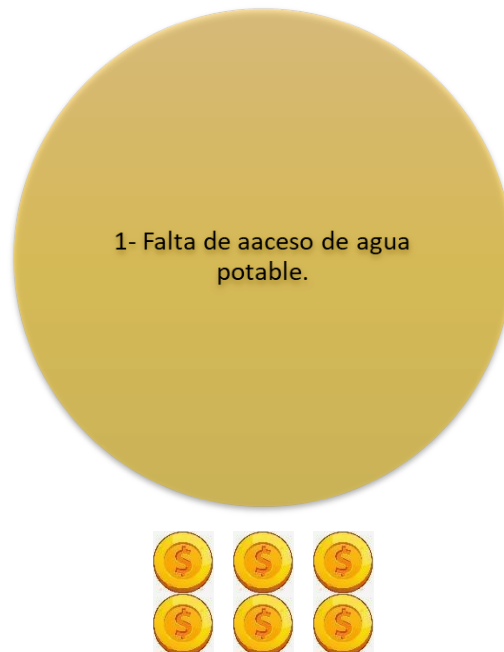 1- Falta de aaceso de agua
potable.
$ $ $
$ $ $